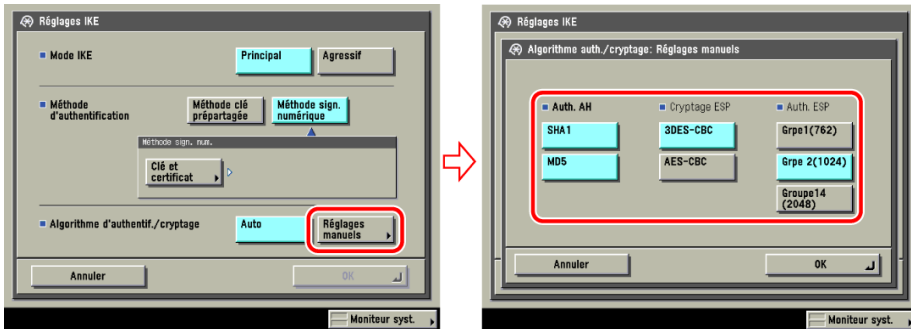 Réglages IKE
Mode IKE
Principal
Agressif
Méthode
d'authentification
Méthode clé
prépartagée
Méthode sign.
numérique
Méthode sign. num.
Clé et
certificat
Algorithme d'authentif./cryptage
Auto
Réglages
manuels
Annuler
OK
Moniteur syst.
Réglages IKE
Algorithme auth./cryptage: Réglages manuels
Auth. AH
Cryptage ESP
Auth. ESP
SHA1
3DES-CBC
Grpe1(762)
MD5
AES-CBC
Grpe 2(1024)
Groupe14
(2048)
Annuler
OK
Moniteur syst.